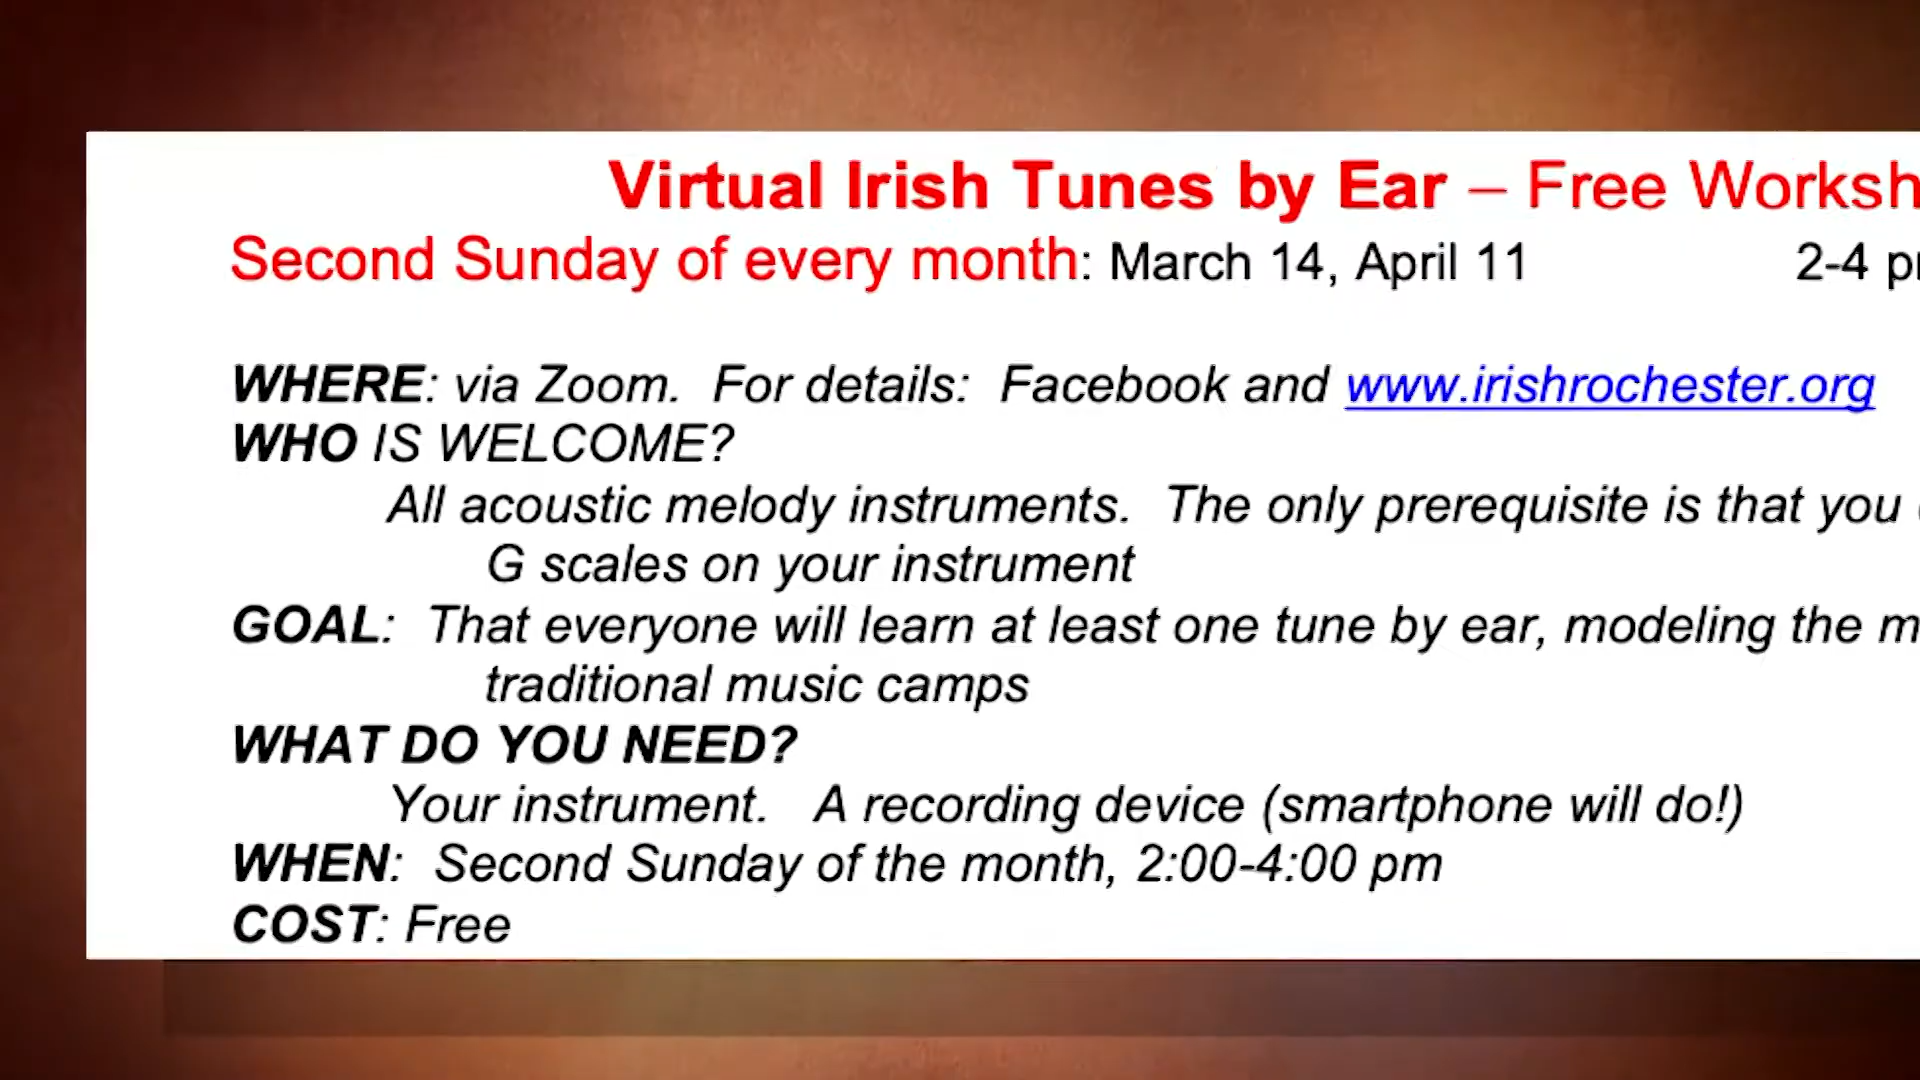 Virtual Irish Tunes by Ear – Free
Second Sunday of every month: March 14, April 11 2-4
WHERE: via Zoom. For details: Facebook and www.irishrochester.org
WHO IS WELCOME?
All acoustic melody instruments. The only prerequisite is that you
G scales on your instrument
GOAL: That everyone will learn at least one tune by ear, modeling the
traditional music camps
WHAT DO YOU NEED?
Your instrument. A recording device (smartphone will do!)
WHEN: Second Sunday of the month, 2:00-4:00 pm
COST: Free